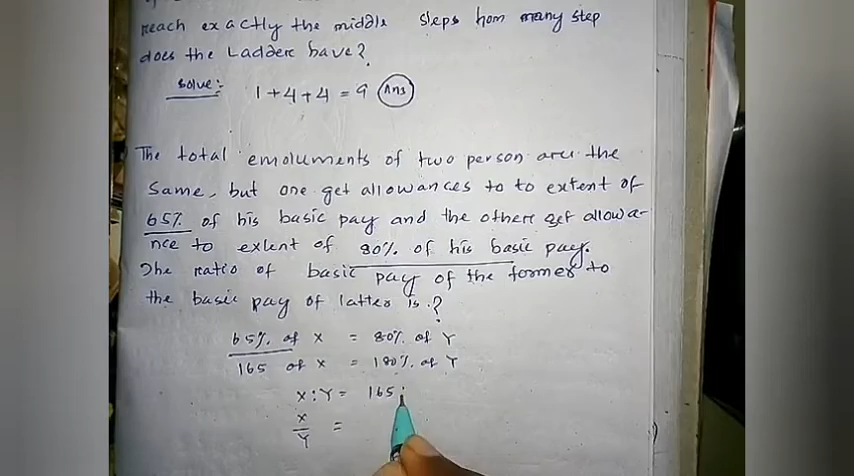 reach exactly the middle steps hom many step
does the Ladder have?
Solve:- 1+4+4 = 9 Ans
The total emoluments of two person are the
same, but one get allowances to to extent of
65% of his basic pay and the others get allowa-
nce to extent of 80% of his basic pay.
The ratio of basic pay of the former to
the basic pay of latter is ?
65% of X = 80% of Y
165 of X = 180% of Y
X:Y = 165:
X/Y =